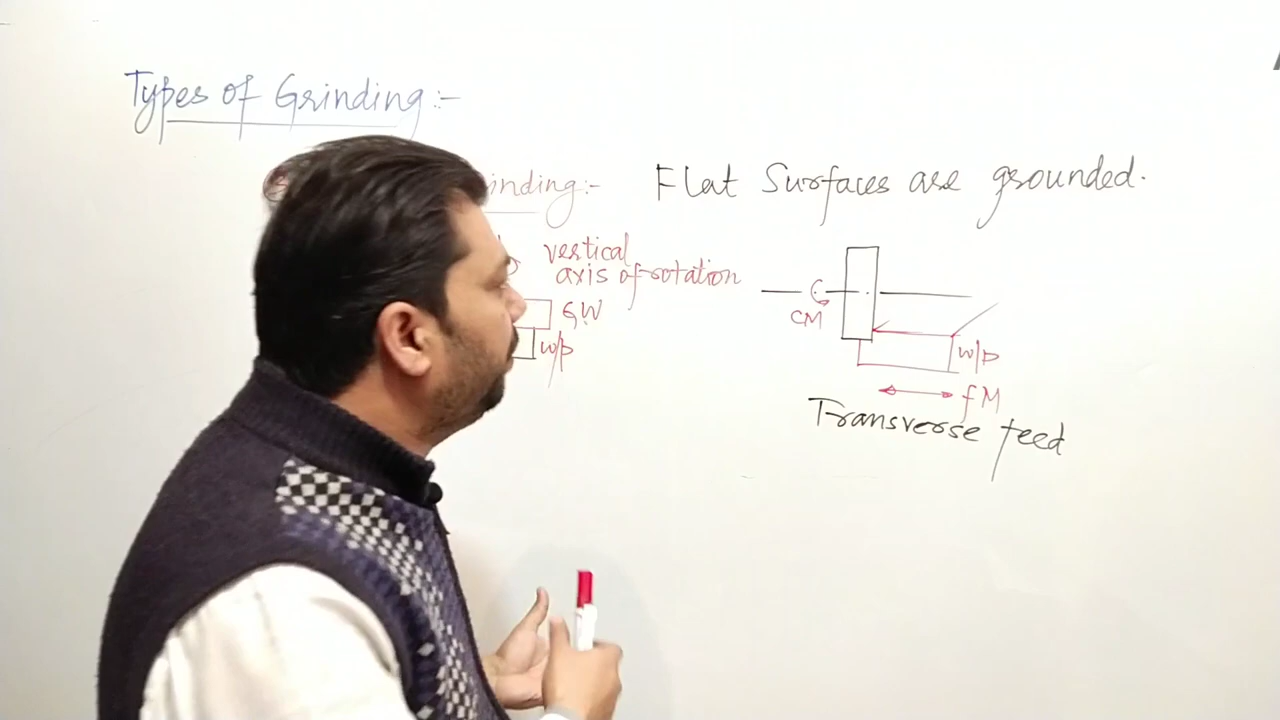 Types of Grinding:-
inding:-
Flat Surfaces are grounded.
vertical
axis of rotation
GW
w/p
CM
w/p
fM
Transverse feed